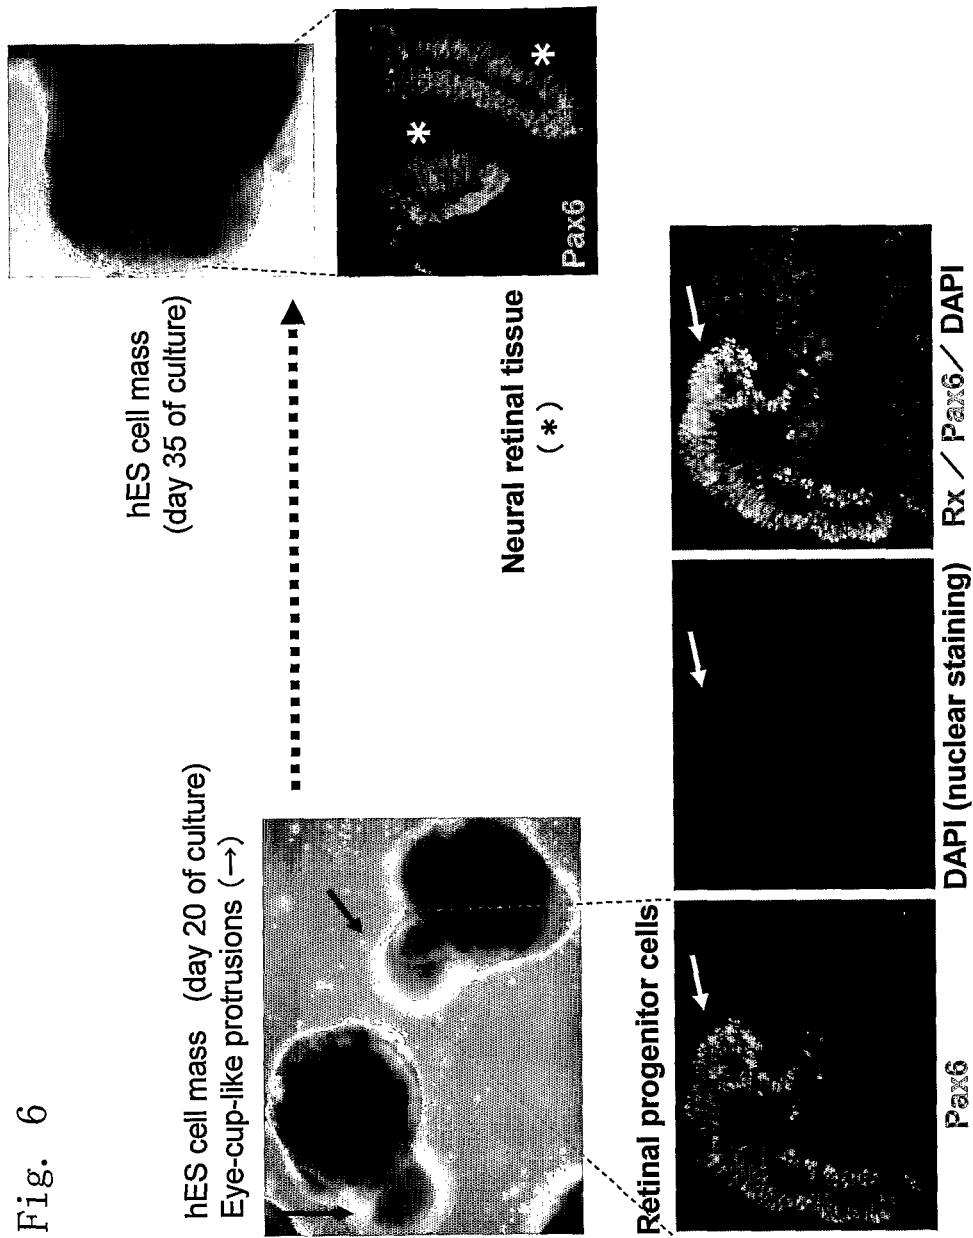 Fig. 6
hES cell mass (day 20 of culture)
Eye-cup-like protrusions (→)
hES cell mass
(day 35 of culture)
Pax6
Neural retinal tissue
(*)
*
*
Retinal progenitor cells
Pax6
DAPI (nuclear staining)
Rx / Pax6 / DAPI